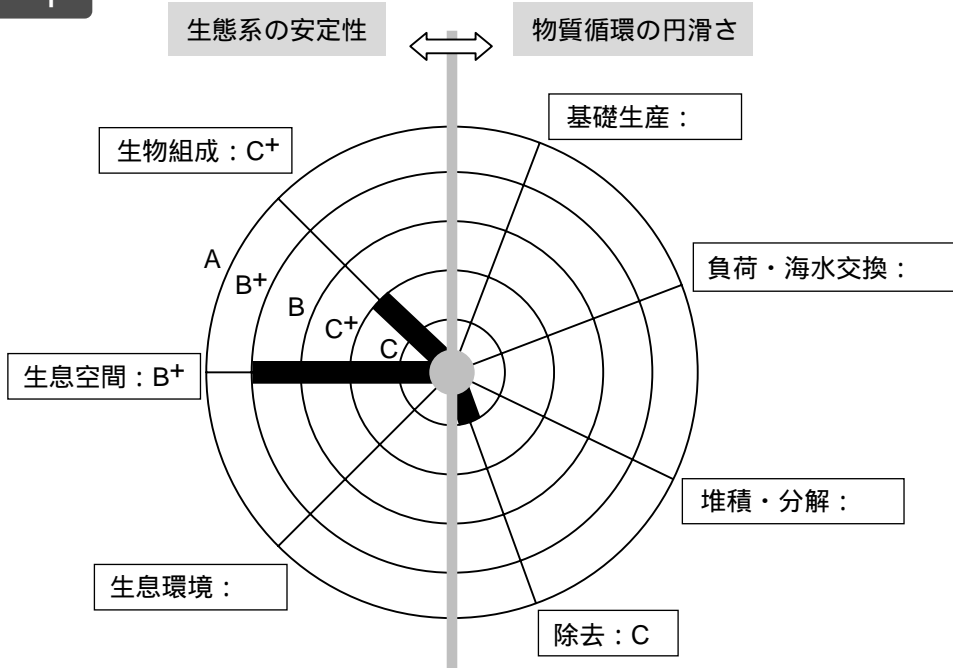 生態系の安定性
物質循環の円滑さ
基礎生産：
生物組成：C+
負荷・海水交換：
A
B+
B
C+
C
生息空間：B+
堆積・分解：
生息環境：
除去：C